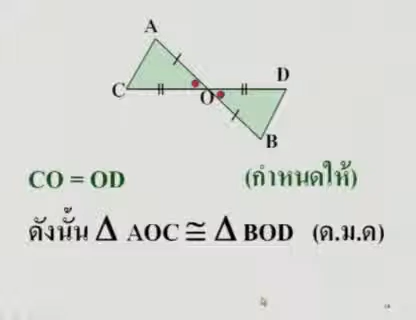 A
C
O
D
B
CO = OD (กำหนดให้)
ดังนั้น Δ AOC ≅ Δ BOD (ด.ม.ด)